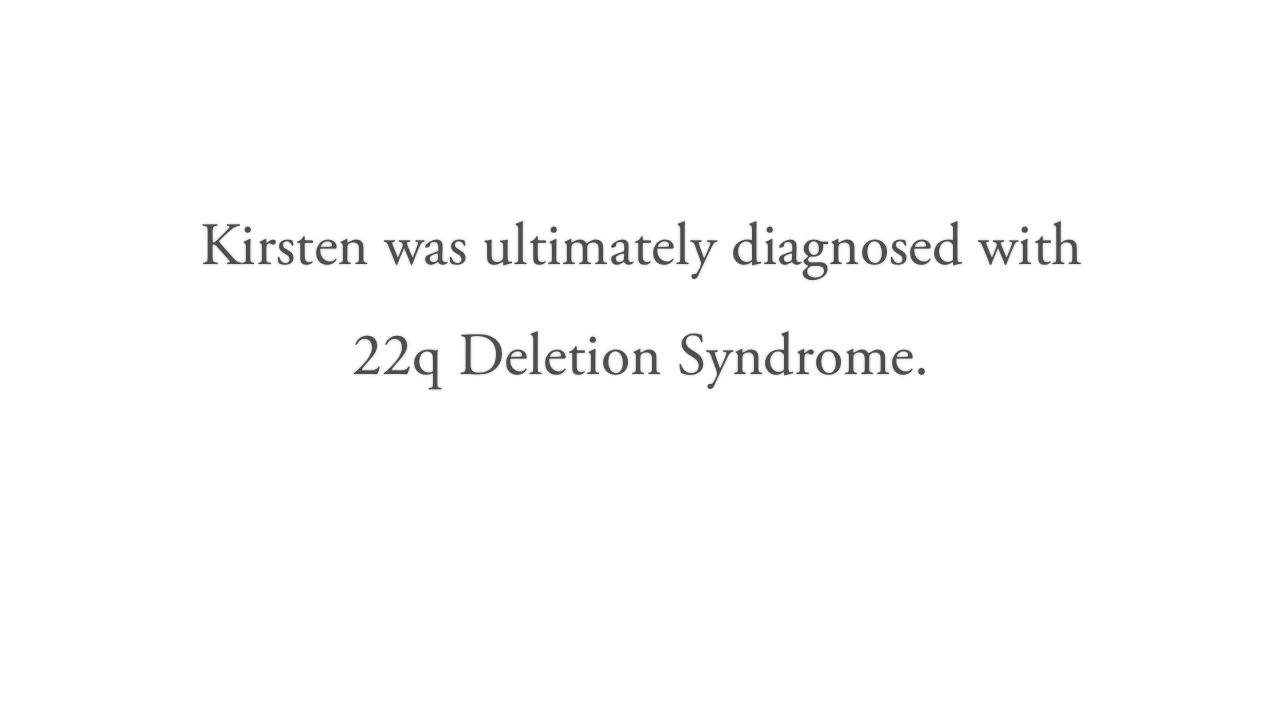 Kirsten was ultimately diagnosed with
22q Deletion Syndrome.